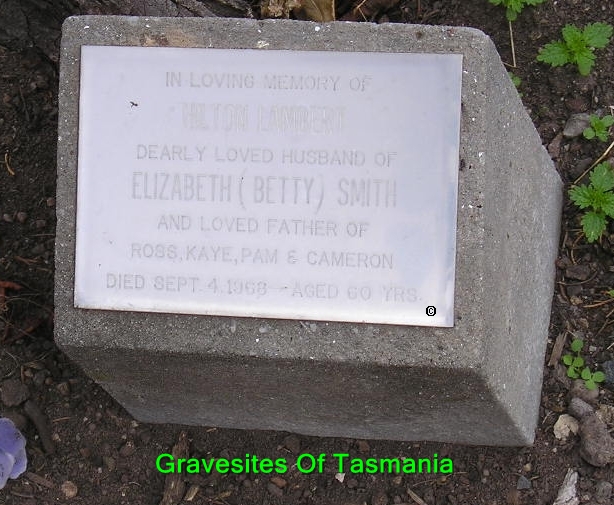 IN LOVING MEMORY OF
LAMBERT
DEARLY LOVED HUSBAND OF
ELIZABETH (BETTY) SMITH
AND LOVED FATHER OF
ROSS, KAYE, PAM & CAMERON
DIED SEPT. 4. 1968 - AGED 60 YRS.
©
Gravesites Of Tasmania